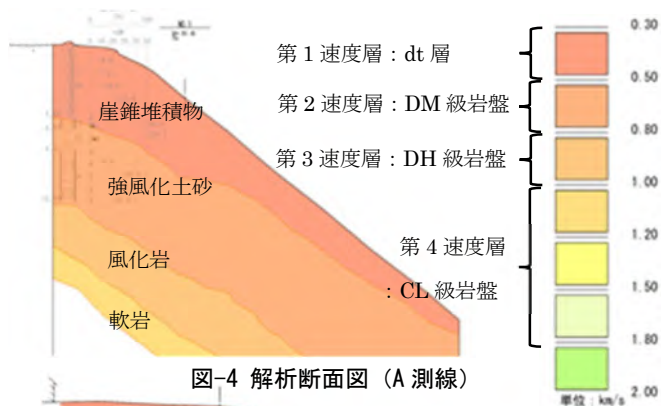 崖錐堆積物
強風化土砂
風化岩
軟岩
第1速度層：dt 層
第2速度層：DM 級岩盤
第3速度層：DH 級岩盤
第4速度層
：CL 級岩盤
0.30
0.50
0.80
1.00
1.20
1.50
1.80
2.00
単位：km/s
図-4 解析断面図（A 測線）